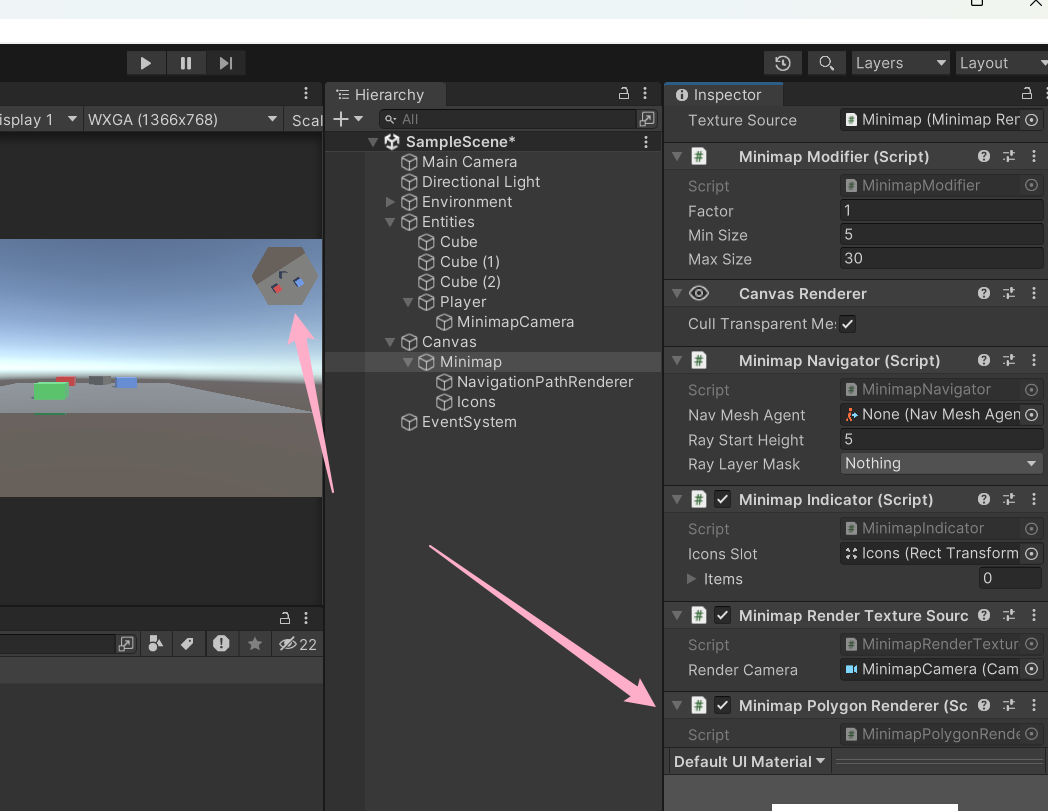 Layers
Layout
isplay 1
WXGA (1366x768)
Scal
Hierarchy
All
SampleScene*
Main Camera
Directional Light
Environment
Entities
Cube
Cube (1)
Cube (2)
Player
MinimapCamera
Canvas
Minimap
NavigationPathRenderer
Icons
EventSystem
22
Inspector
Texture Source
Minimap (Minimap Ren
# Minimap Modifier (Script)
Script
# MinimapModifier
Factor
1
Min Size
5
Max Size
30
Canvas Renderer
Cull Transparent Mes
# Minimap Navigator (Script)
Script
# MinimapNavigator
Nav Mesh Agent
None (Nav Mesh Agen
Ray Start Height
5
Ray Layer Mask
Nothing
# Minimap Indicator (Script)
Script
# MinimapIndicator
Icons Slot
Icons (Rect Transform
Items
0
# Minimap Render Texture Sourc
Script
# MinimapRenderTextur
Render Camera
MinimapCamera (Cam
# Minimap Polygon Renderer (Sc
Script
# MinimapPolygonRende
Default UI Material